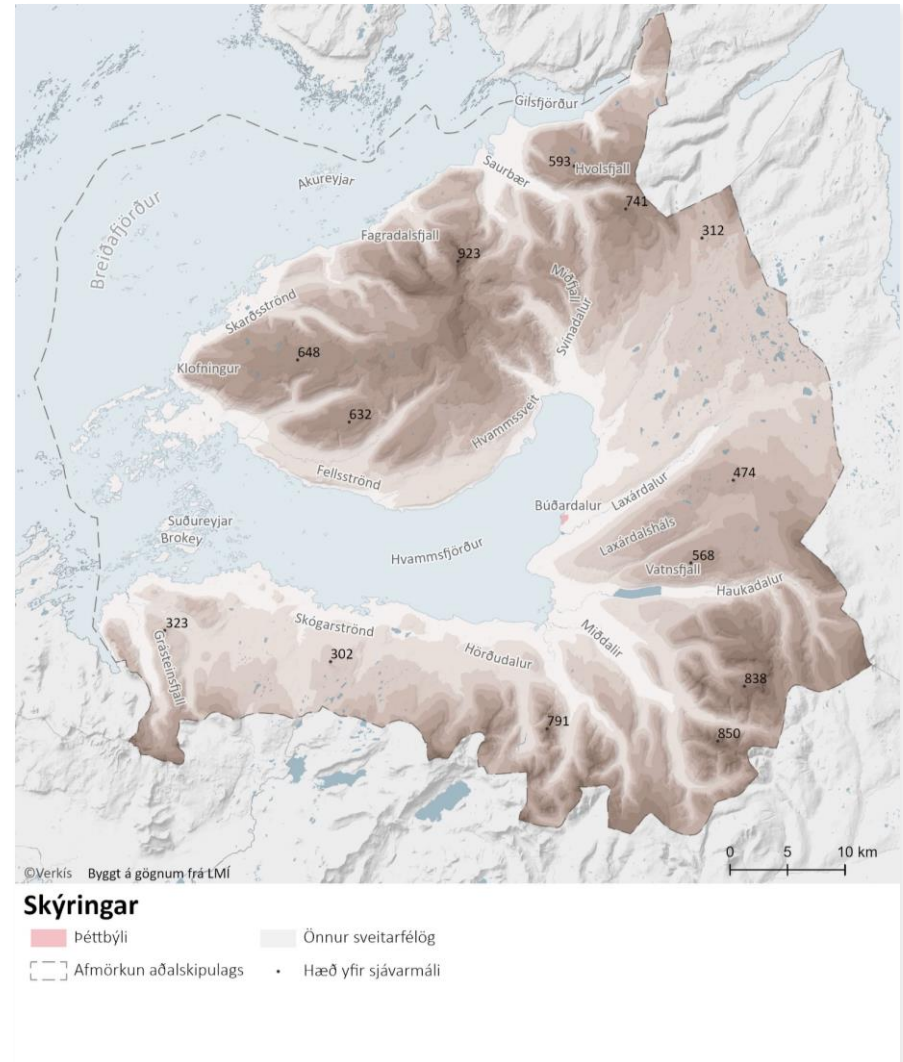 Gilsfjörður
593
Hvolsfjall
Saurbær
Akureyjar
741
312
Breiðafjörður
Fagradalsfjall
923
Miðfjall
Svínadalur
Skarðsströnd
648
Klofningur
632
Hvammssveit
Fellsströnd
474
Búðardalur
Laxárdalur
Suðureyjar
Brokey
Laxárdalsháls
Hvammsfjörður
568
Vatnsfjall
Haukadalur
323
Skógarströnd
Miðdalir
Grásteinsfjall
302
Hörðudalur
838
791
850
0 5 10 km
©Verkís Byggt á gögnum frá LMÍ
Skýringar
Þéttbýli
Önnur sveitarfélög
Afmörkun aðalskipulags
Hæð yfir sjávarmáli